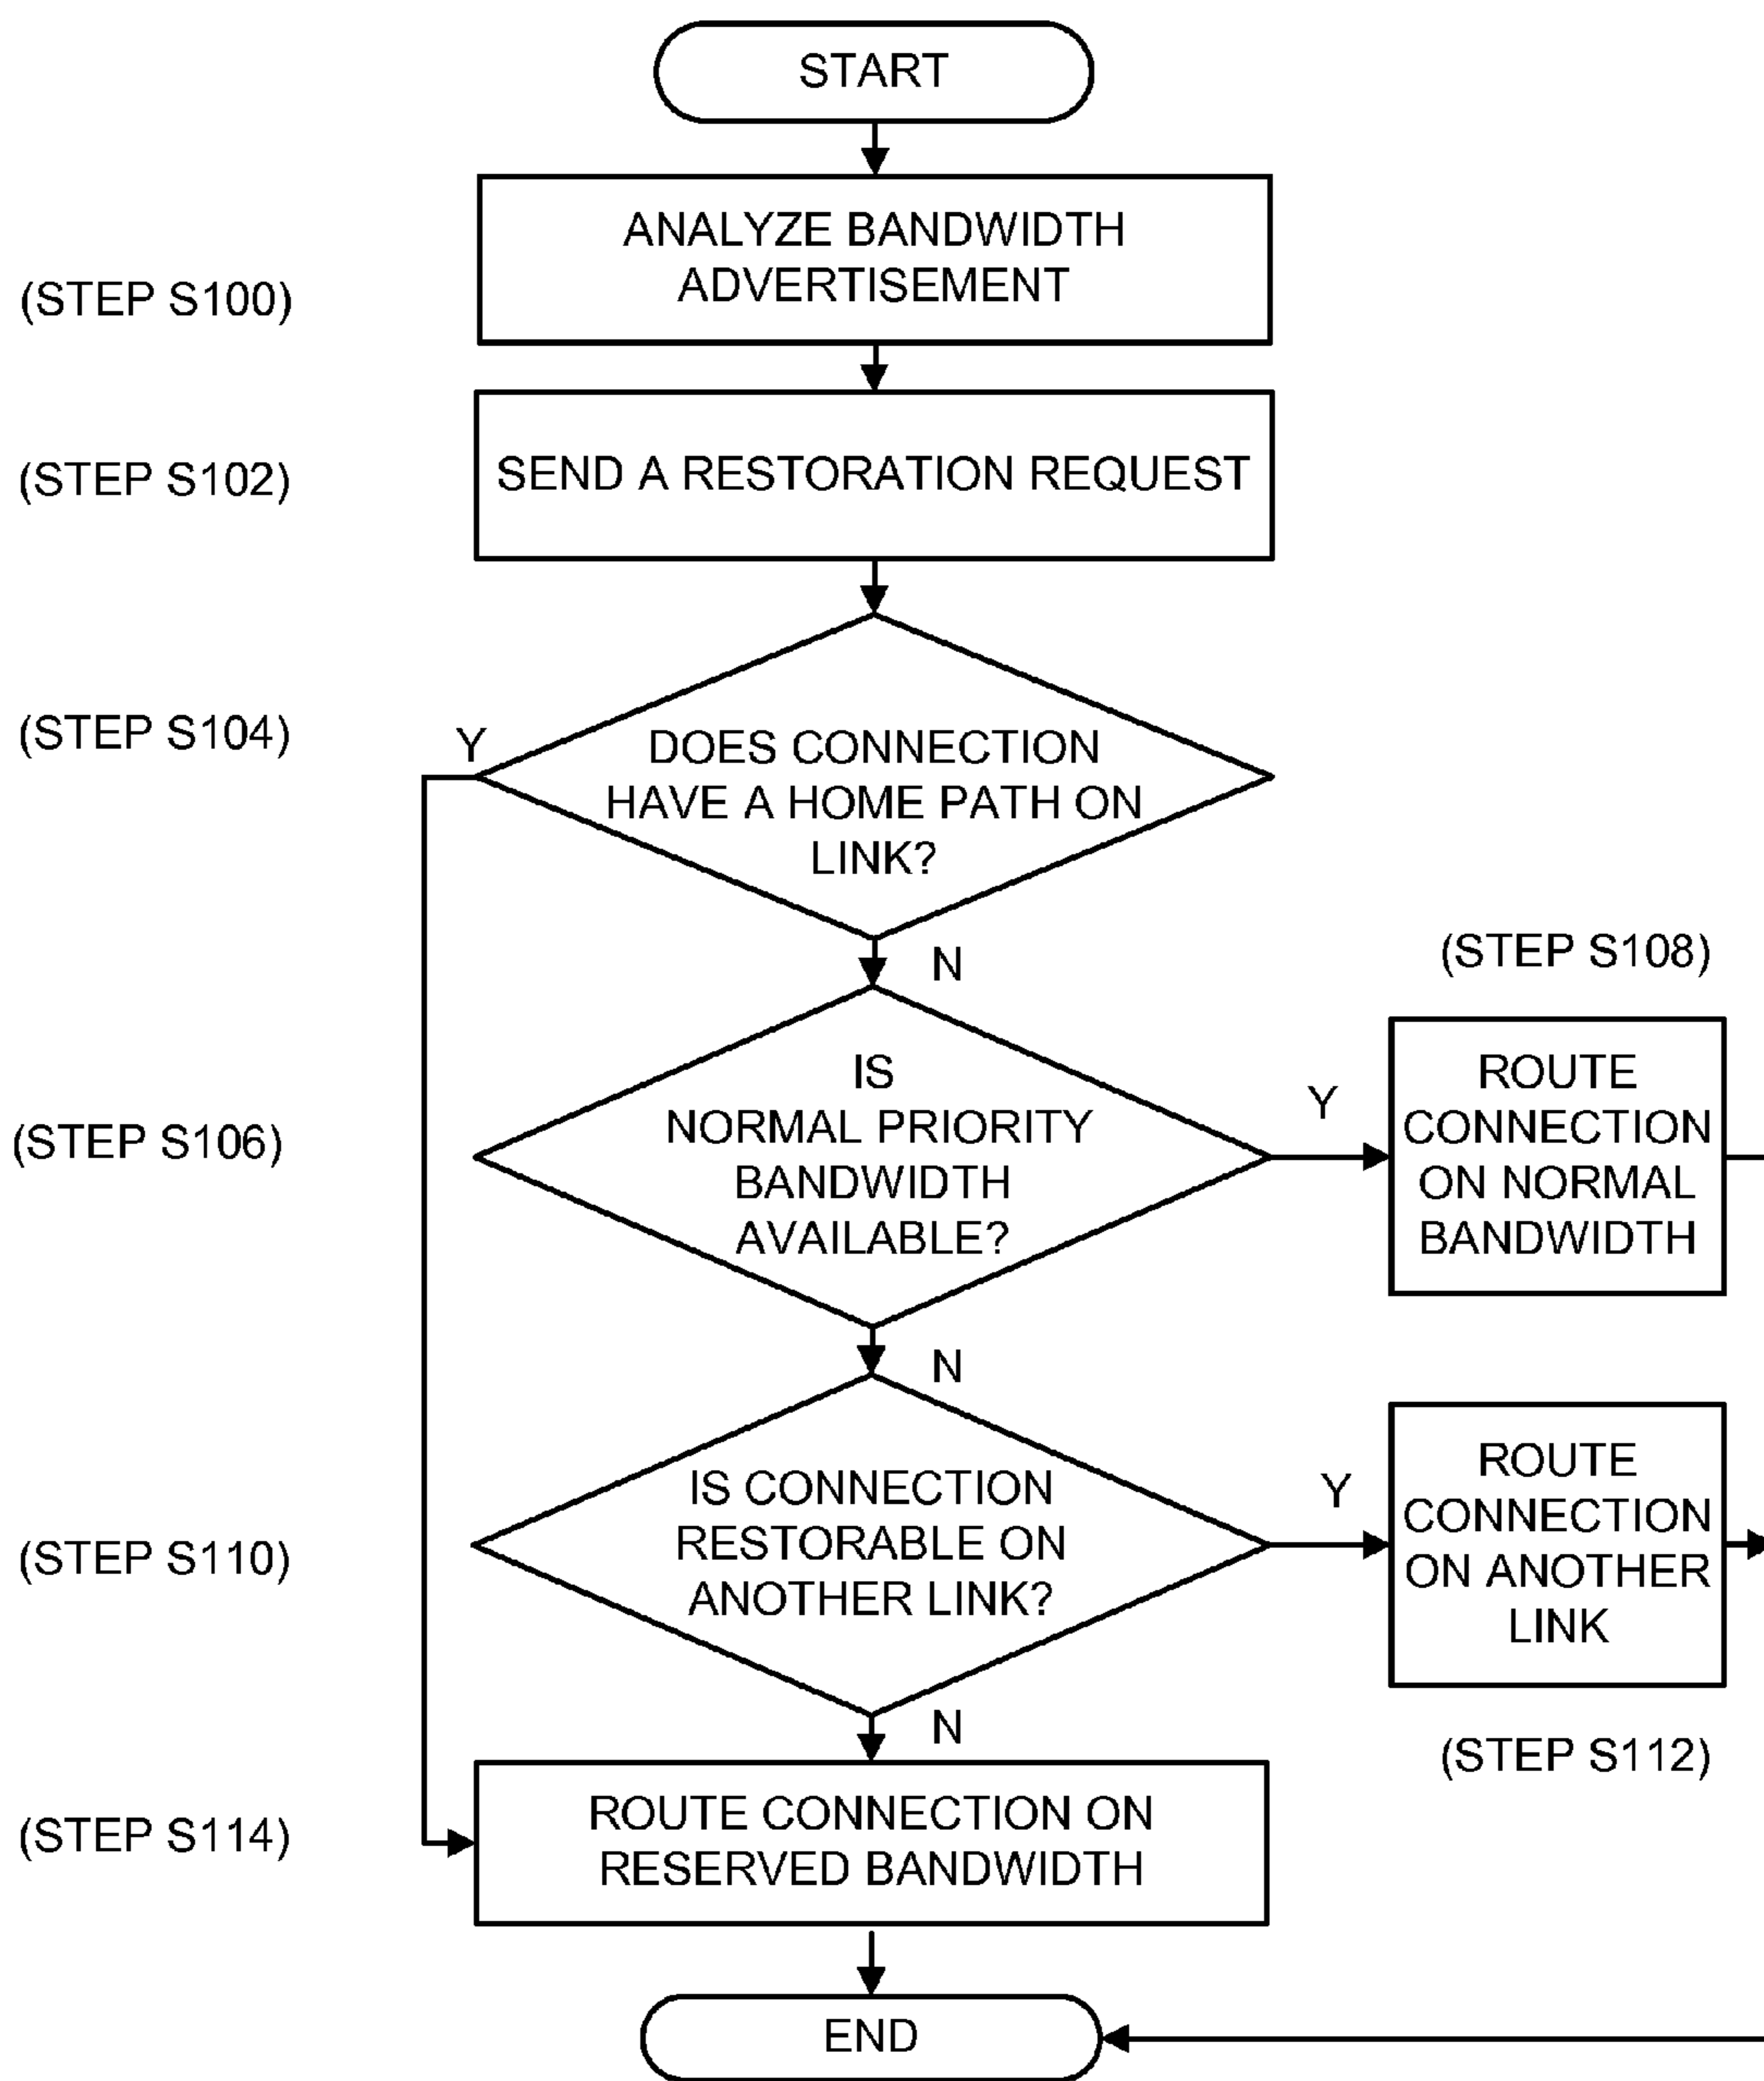 START
ANALYZE BANDWIDTH
ADVERTISEMENT
(STEP S100)
SEND A RESTORATION REQUEST
(STEP S102)
(STEP S104)
Y
DOES CONNECTION
HAVE A HOME PATH ON
LINK?
N
(STEP S108)
IS
NORMAL PRIORITY
BANDWIDTH
AVAILABLE?
(STEP S106)
Y
ROUTE
CONNECTION
ON NORMAL
BANDWIDTH
N
IS CONNECTION
RESTORABLE ON
ANOTHER LINK?
(STEP S110)
Y
ROUTE
CONNECTION
ON ANOTHER
LINK
N
(STEP S112)
(STEP S114)
ROUTE CONNECTION ON
RESERVED BANDWIDTH
END